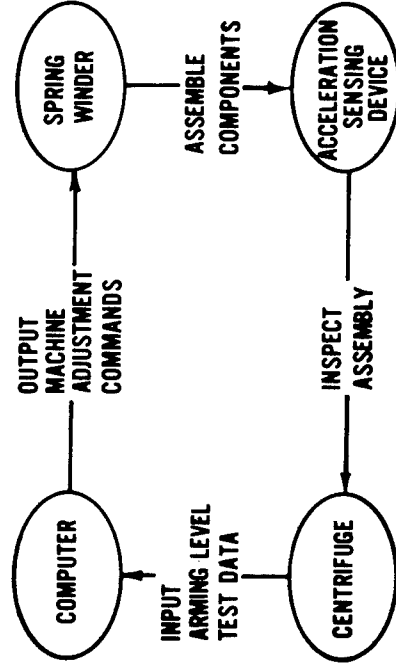 COMPUTER
OUTPUT
MACHINE
ADJUSTMENT
COMMANDS
SPRING
WINDER
INPUT
ARMING LEVEL
TEST DATA
ASSEMBLE
COMPONENTS
CENTRIFUGE
INSPECT
ASSEMBLY
ACCELERATION
SENSING
DEVICE